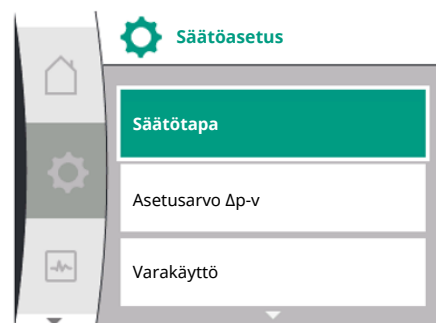 Säätöasetus
Säätötapa
Asetusarvo Δp-v
Varakäyttö